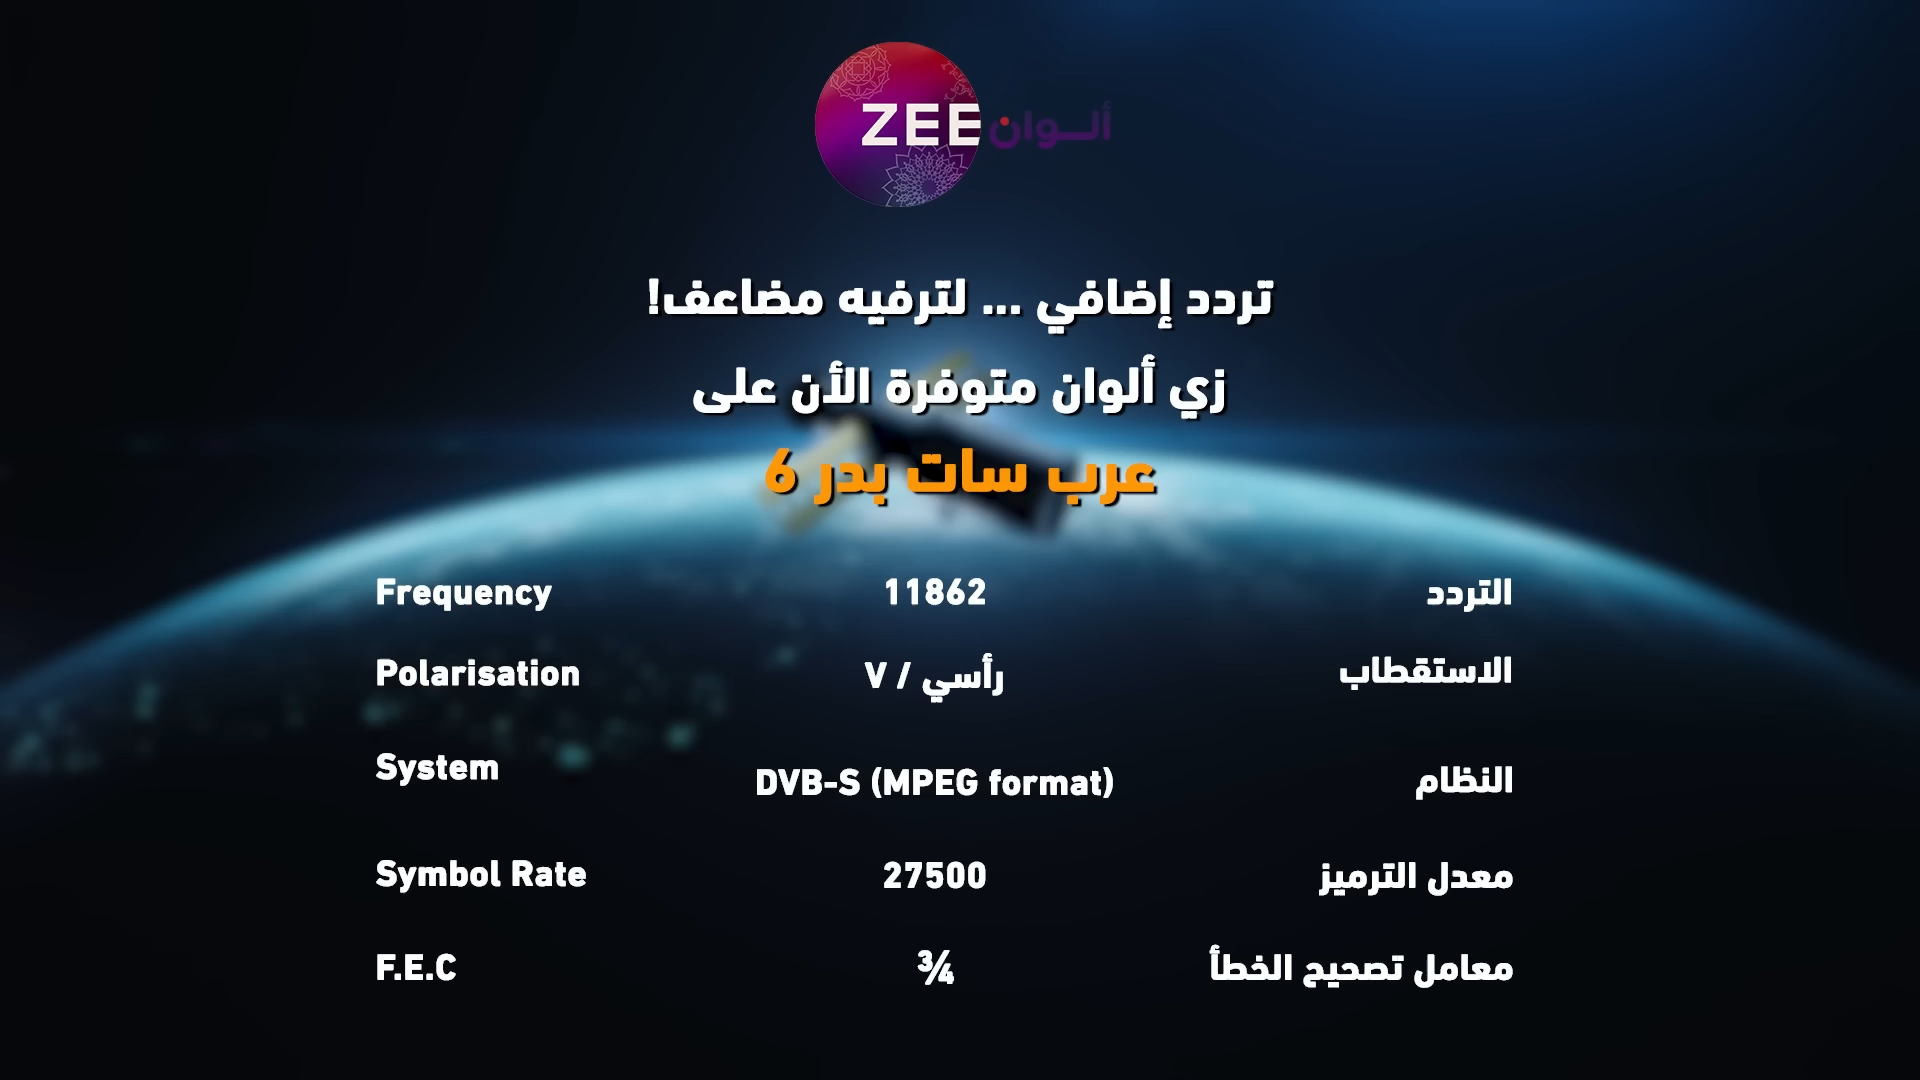 ZEE ألـوان
تردد إضافي ... لترفيه مضاعف!
زي ألوان متوفرة الأن على
عرب سات بدر 6
Frequency 11862 التردد
Polarisation رأسي / V الاستقطاب
System DVB-S (MPEG format) النظام
Symbol Rate 27500 معدل الترميز
F.E.C ¾ معامل تصحيح الخطأ